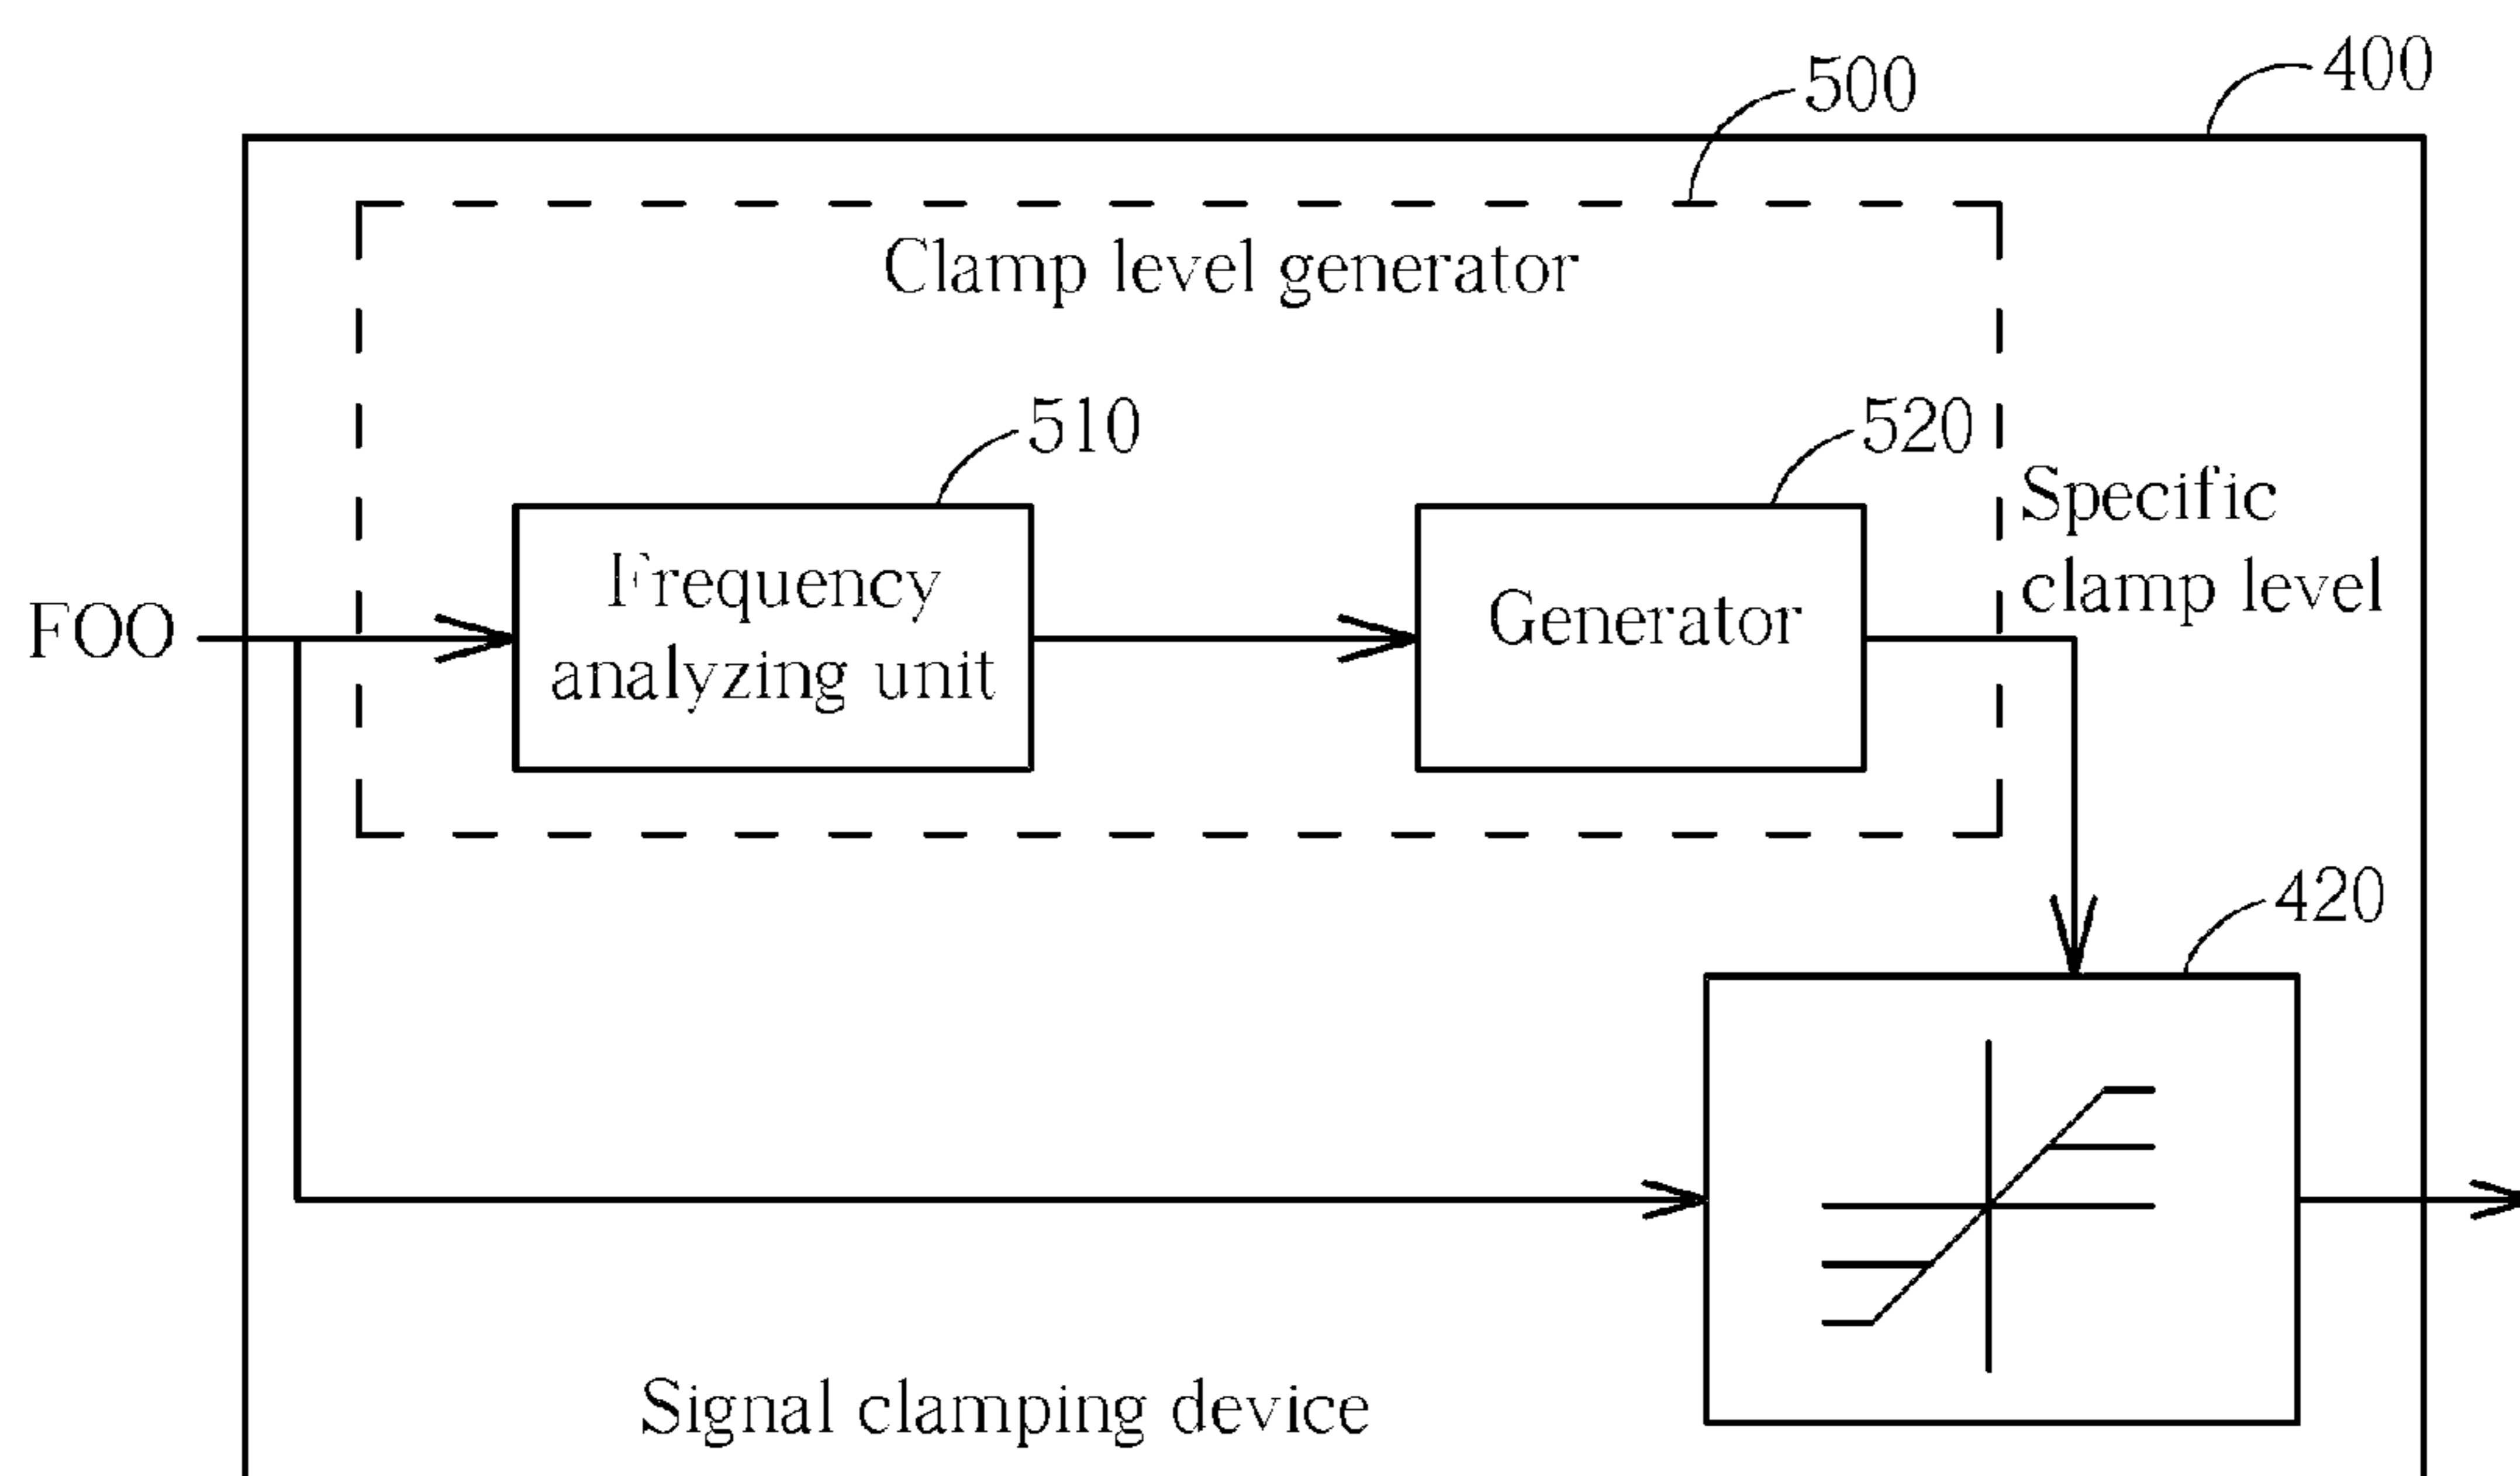 400
500
Clamp level generator
510
520
Specific
clamp level
Frequency
analyzing unit
Generator
FOO
420
Signal clamping device